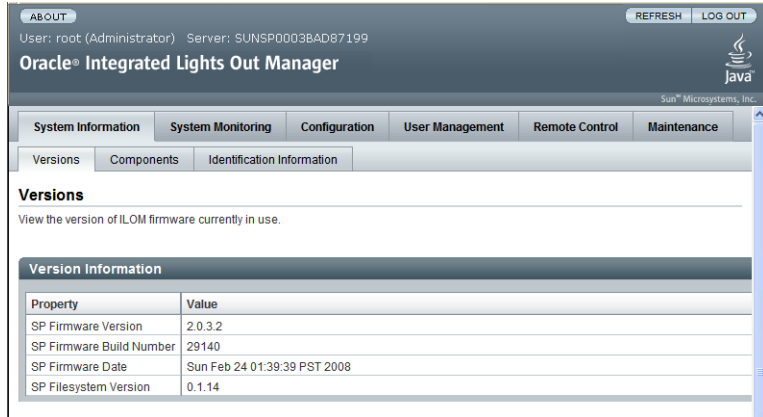 ABOUT REFRESH LOG OUT
User: root (Administrator) Server: SUNSP0003BAD87199
Oracle® Integrated Lights Out Manager
Java™
Sun™ Microsystems, Inc.
System Information System Monitoring Configuration User Management Remote Control Maintenance
Versions Components Identification Information
Versions
View the version of ILOM firmware currently in use.
Version Information
Property Value
SP Firmware Version 2.0.3.2
SP Firmware Build Number 29140
SP Firmware Date Sun Feb 24 01:39:39 PST 2008
SP Filesystem Version 0.1.14